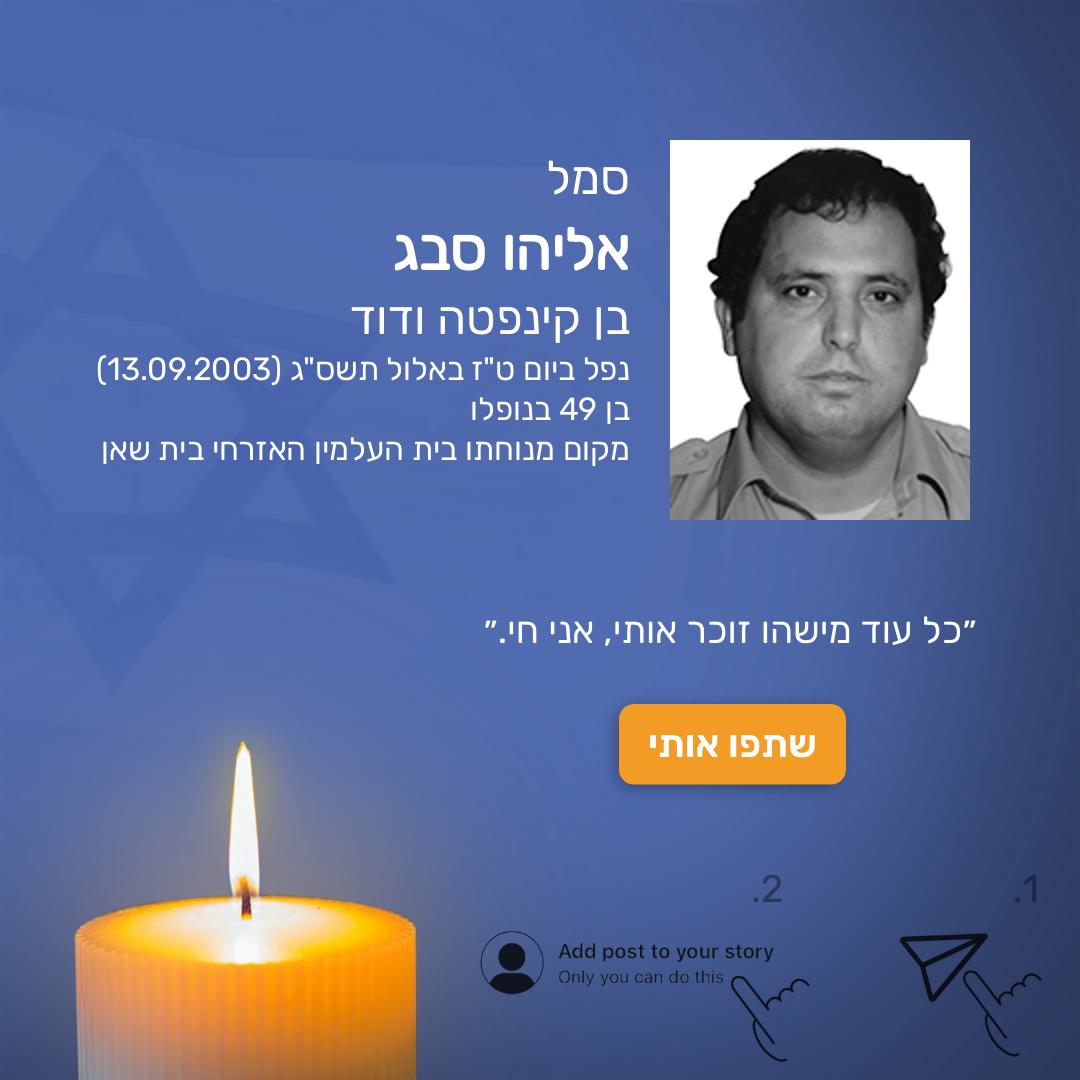 סמל
אליהו סבג
בן קינפטה ודוד
נפל ביום ט"ז באלול תשס"ג (13.09.2003)
בן 49 בנופלו
מקום מנוחתו בית העלמין האזרחי בית שאן
״כל עוד מישהו זוכר אותי, אני חי.״
שתפו אותי
1.
2.
Add post to your story
Only you can do this